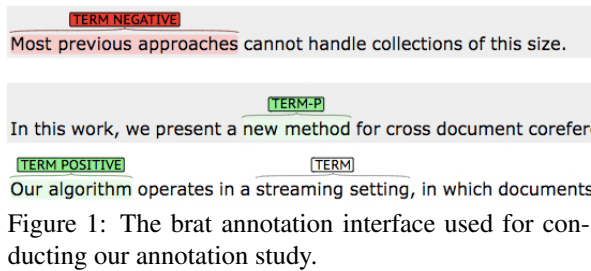 TERM NEGATIVE
Most previous approaches cannot handle collections of this size.
TERM-P
In this work, we present a new method for cross document corefer
TERM POSITIVE TERM
Our algorithm operates in a streaming setting, in which documents
Figure 1: The brat annotation interface used for con-
ducting our annotation study.